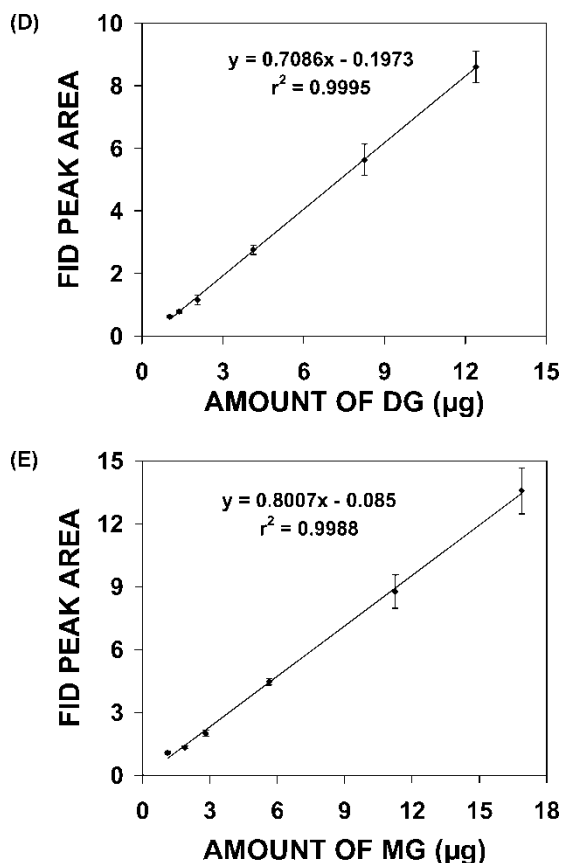 (D)
y = 0.7086x - 0.1973
r² = 0.9995
FID PEAK AREA
10
8
6
4
2
0
0 3 6 9 12 15
AMOUNT OF DG (µg)
(E)
y = 0.8007x - 0.085
r² = 0.9988
FID PEAK AREA
15
12
9
6
3
0
0 3 6 9 12 15 18
AMOUNT OF MG (µg)